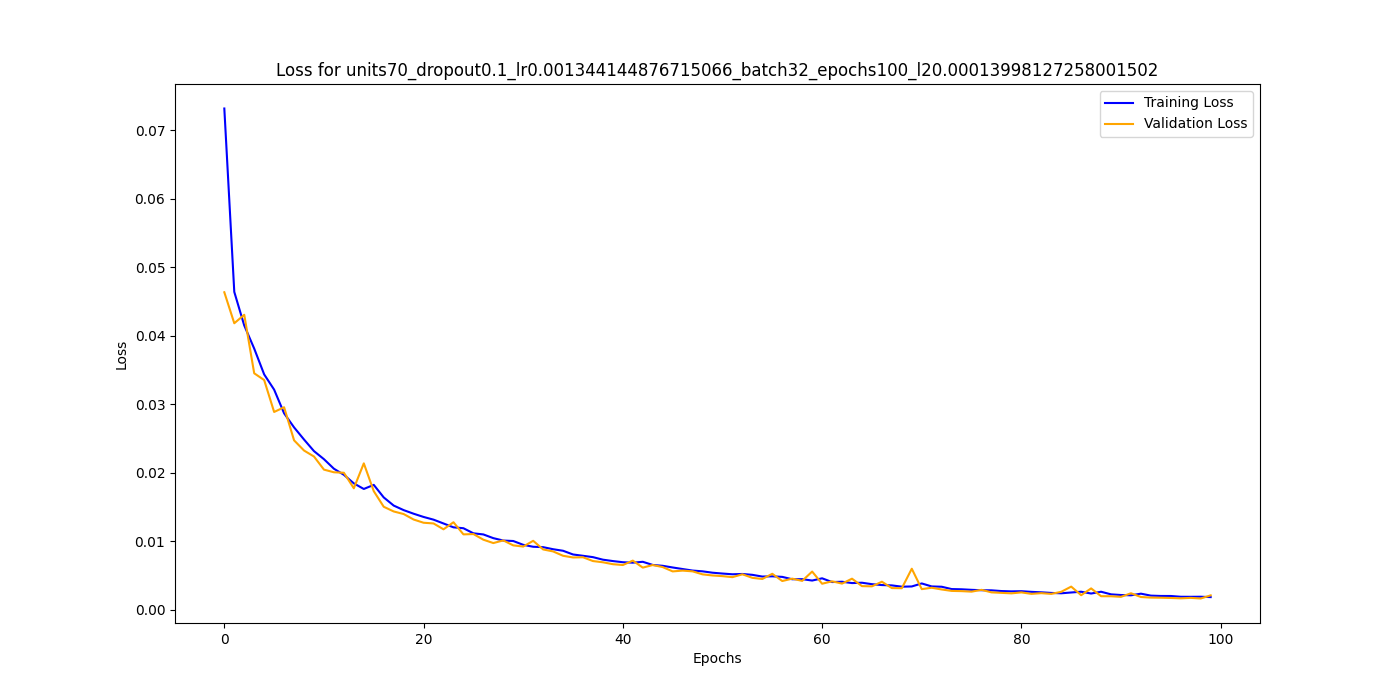 Loss for units70_dropout0.1_lr0.001344144876715066_batch32_epochs100_l20.00013998127258001502
Training Loss
Validation Loss
0.07
0.06
0.05
0.04
0.03
0.02
0.01
0.00
Loss
0 20 40 60 80 100
Epochs